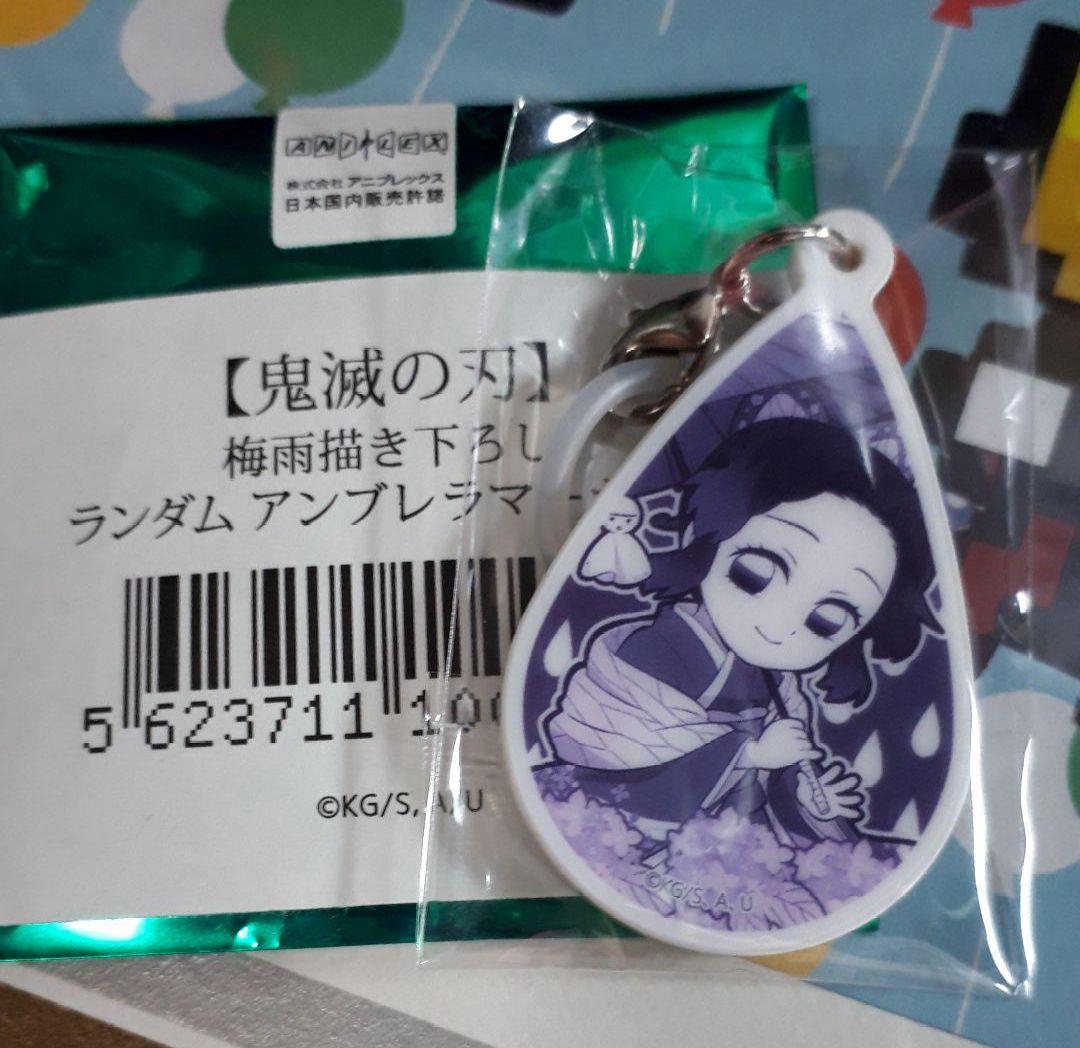 ANIPLEX
株式会社 アニプレックス
日本国内販売許諾
【鬼滅の刃】
梅雨描き下ろし
ランダム アンブレラマー
5 623711 10
©KG/S, A, U
©KG/S, A, U